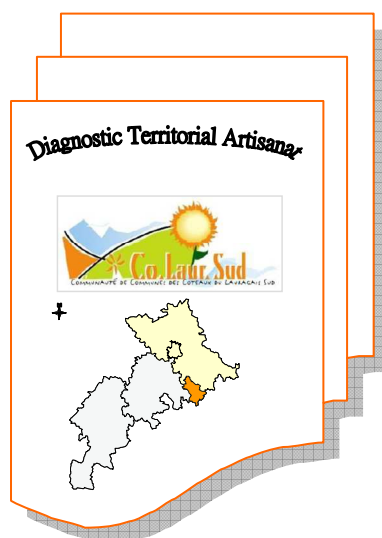 Diagnostic Territorial Artisanat
Co.Laur.Sud
COMMUNAUTÉ DE COMMUNES DES COTEAUX DU LAURAGAIS SUD